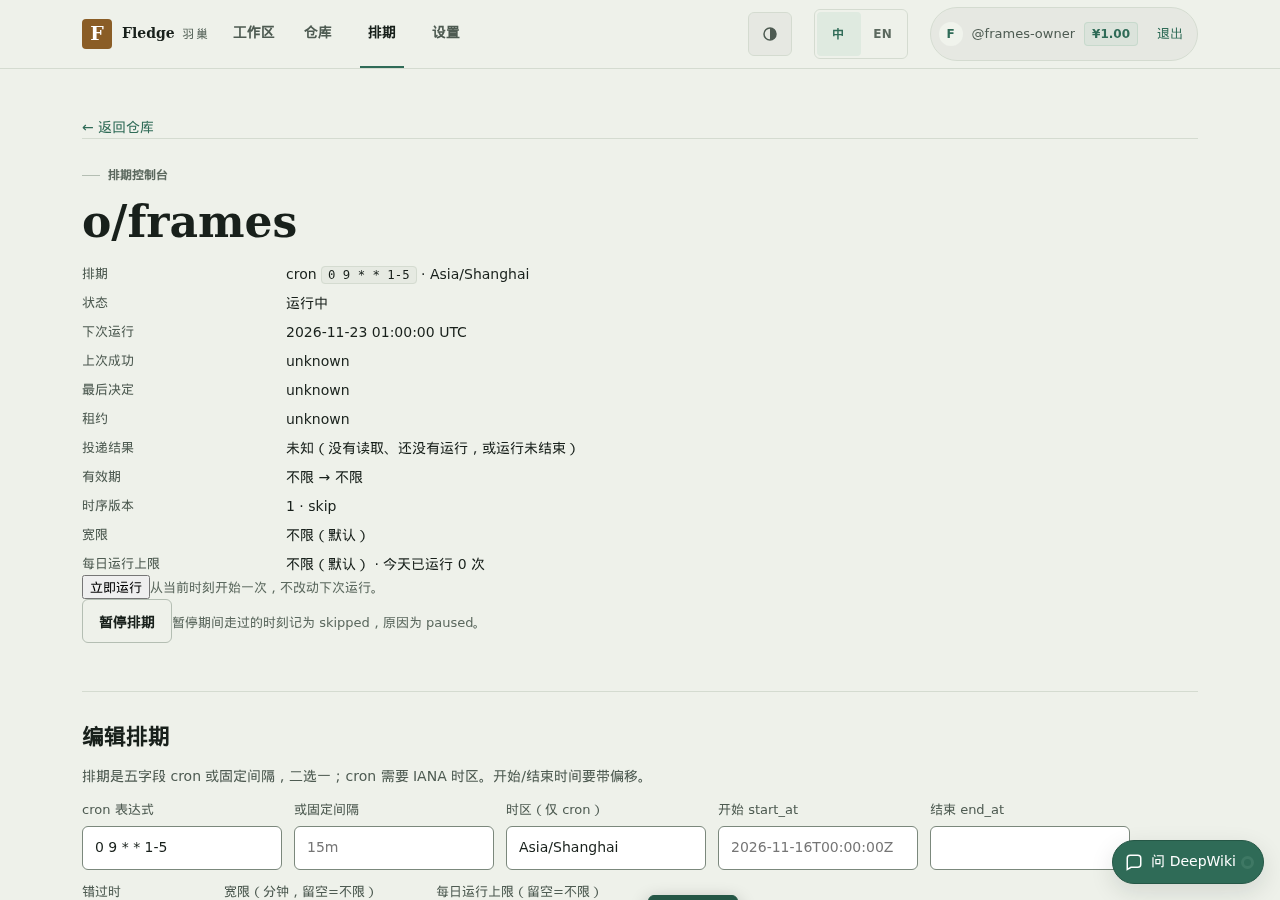 F Fledge 羽巢 工作区 仓库 排期 设置 中 EN F @frames-owner ¥1.00 退出
← 返回仓库
排期控制台
o/frames
排期 cron 0 9 * * 1-5 · Asia/Shanghai
状态 运行中
下次运行 2026-11-23 01:00:00 UTC
上次成功 unknown
最后决定 unknown
租约 unknown
投递结果 未知（没有读取、还没有运行，或运行未结束）
有效期 不限 → 不限
时序版本 1 · skip
宽限 不限（默认）
每日运行上限 不限（默认） · 今天已运行 0 次
立即运行 从当前时刻开始一次，不改动下次运行。
暂停排期 暂停期间走过的时刻记为 skipped，原因为 paused。
编辑排期
排期是五字段 cron 或固定间隔，二选一；cron 需要 IANA 时区。开始/结束时间要带偏移。
cron 表达式 或固定间隔 时区（仅 cron） 开始 start_at 结束 end_at
0 9 * * 1-5 15m Asia/Shanghai 2026-11-16T00:00:00Z
问 DeepWiki
错过时 宽限（分钟，留空=不限） 每日运行上限（留空=不限）